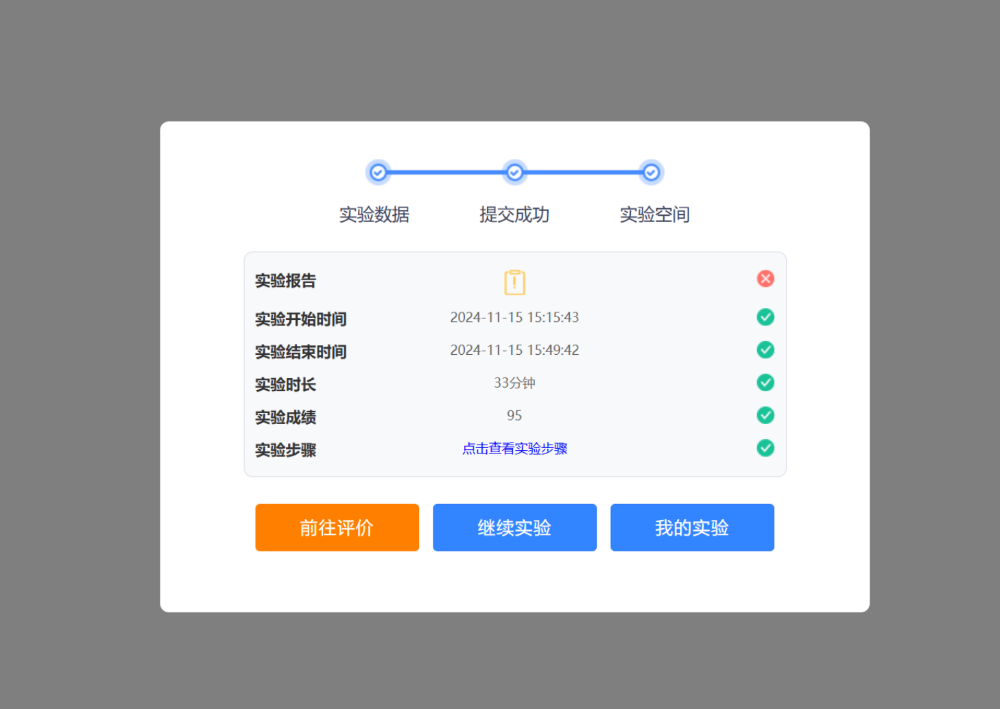 实验数据 提交成功 实验空间
实验报告
实验开始时间 2024-11-15 15:15:43
实验结束时间 2024-11-15 15:49:42
实验时长 33分钟
实验成绩 95
实验步骤 点击查看实验步骤
前往评价 继续实验 我的实验